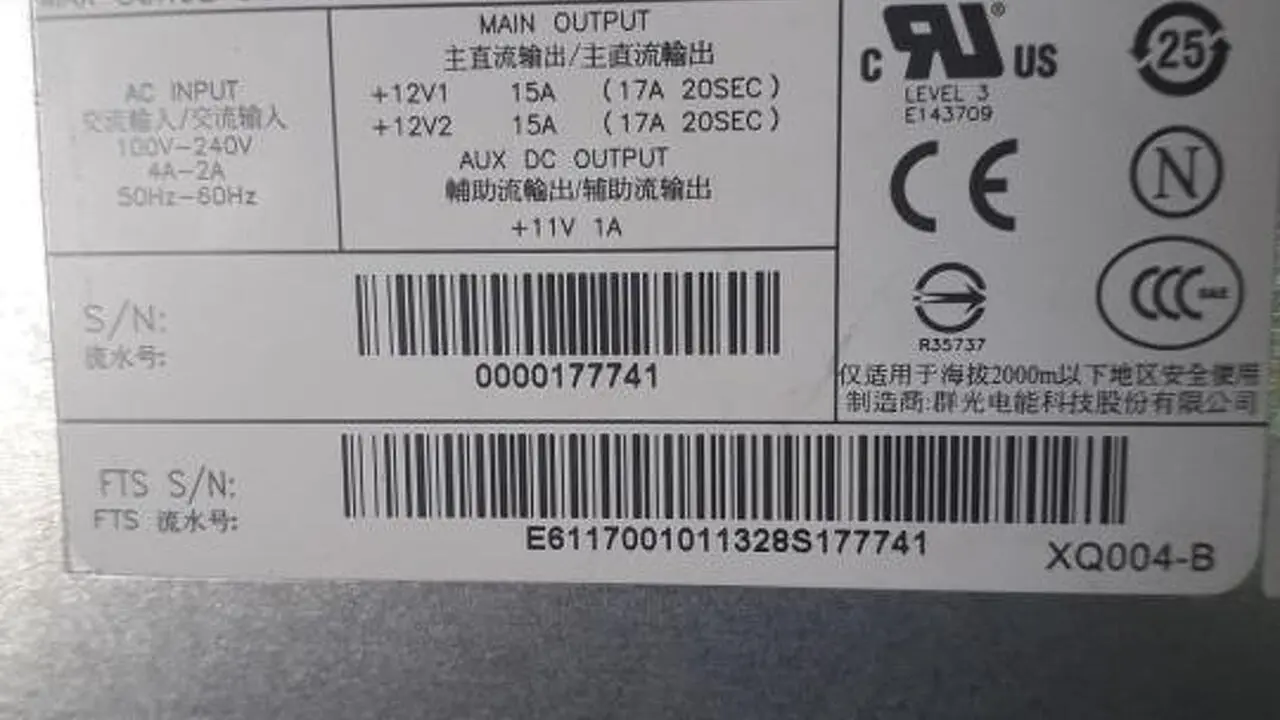 AC INPUT
交流輸入/交流输入
100V-240V
4A-2A
50Hz-60Hz
MAIN OUTPUT
主直流输出/主直流輸出
+12V1 15A (17A 20SEC)
+12V2 15A (17A 20SEC)
AUX DC OUTPUT
輔助流輸出/辅助流输出
+11V 1A
C RU® US
LEVEL 3
E143709
25
CE
N
R35737
CCC
S&E
仅适用于海拔2000m以下地区安全使用
制造商:群光电能科技股份有限公司
S/N:
流水号:
0000177741
FTS S/N:
FTS 流水号:
E6117001011328S177741
XQ004-B